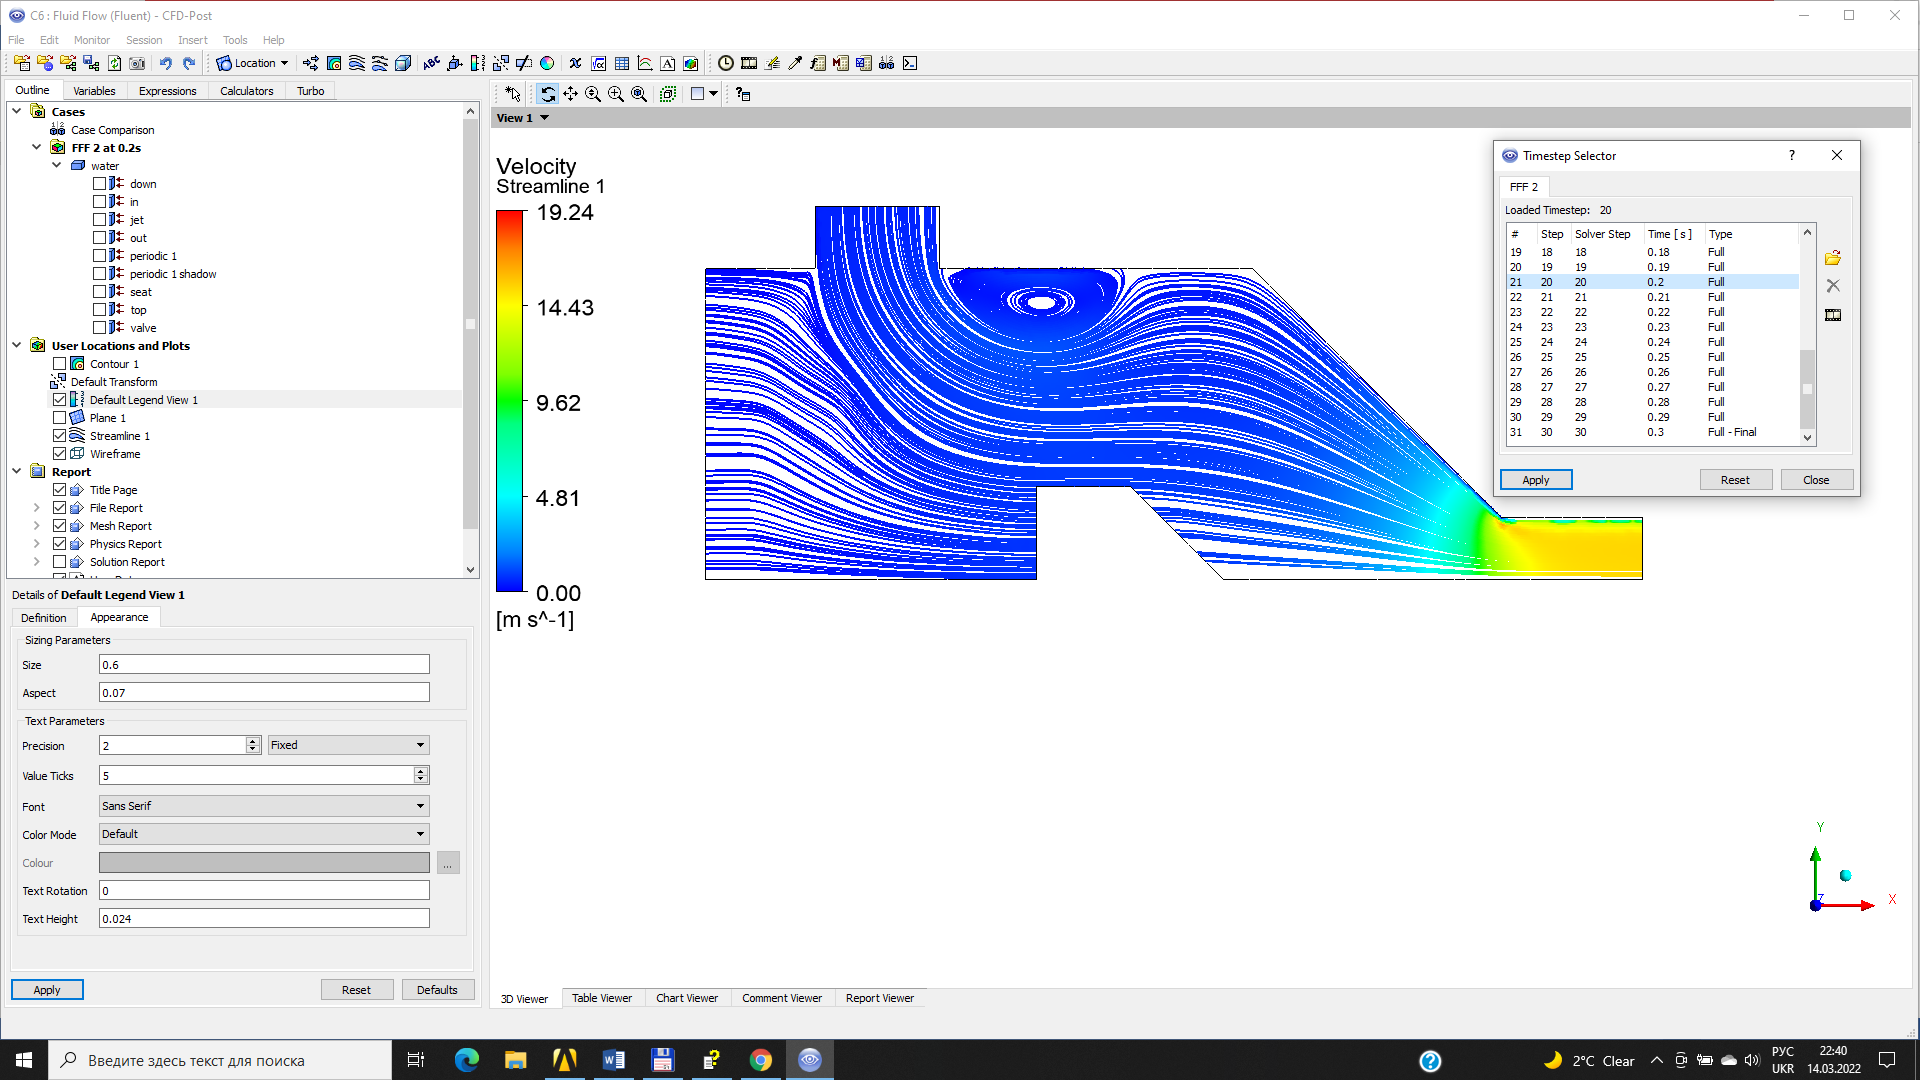 C6 : Fluid Flow (Fluent) - CFD-Post
File Edit Monitor Session Insert Tools Help
Location
Outline Variables Expressions Calculators Turbo
Cases
Case Comparison
FFF 2 at 0.2s
water
down
in
jet
out
periodic 1
periodic 1 shadow
seat
top
valve
User Locations and Plots
Contour 1
Default Transform
Default Legend View 1
Plane 1
Streamline 1
Wireframe
Report
Title Page
File Report
Mesh Report
Physics Report
Solution Report
Details of Default Legend View 1
Definition Appearance
Sizing Parameters
Size 0.6
Aspect 0.07
Text Parameters
Precision 2 Fixed
Value Ticks 5
Font Sans Serif
Color Mode Default
Colour ...
Text Rotation 0
Text Height 0.024
Apply Reset Defaults
View 1
Velocity
Streamline 1
19.24
14.43
9.62
4.81
0.00
[m s^-1]
Timestep Selector ?
FFF 2
Loaded Timestep: 20
# Step Solver Step Time [ s ] Type
19 18 18 0.18 Full
20 19 19 0.19 Full
21 20 20 0.2 Full
22 21 21 0.21 Full
23 22 22 0.22 Full
24 23 23 0.23 Full
25 24 24 0.24 Full
26 25 25 0.25 Full
27 26 26 0.26 Full
28 27 27 0.27 Full
29 28 28 0.28 Full
30 29 29 0.29 Full
31 30 30 0.3 Full - Final
Apply Reset Close
Y
Z
X
3D Viewer Table Viewer Chart Viewer Comment Viewer Report Viewer
Введите здесь текст для поиска
2°C Clear
РУС
UKR
22:40
14.03.2022